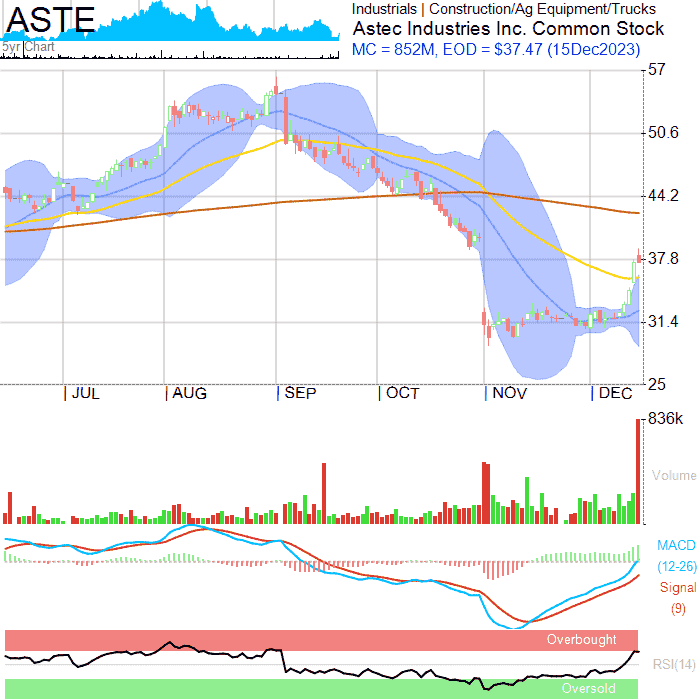 ASTE
5yr Chart
Industrials | Construction/Ag Equipment/Trucks
Astec Industries Inc. Common Stock
MC = 852M, EOD = $37.47 (15Dec2023)
57
50.6
44.2
37.8
31.4
25
JUL
AUG
SEP
OCT
NOV
DEC
836k
Volume
MACD
(12-26)
Signal
(9)
Overbought
RSI(14)
Oversold